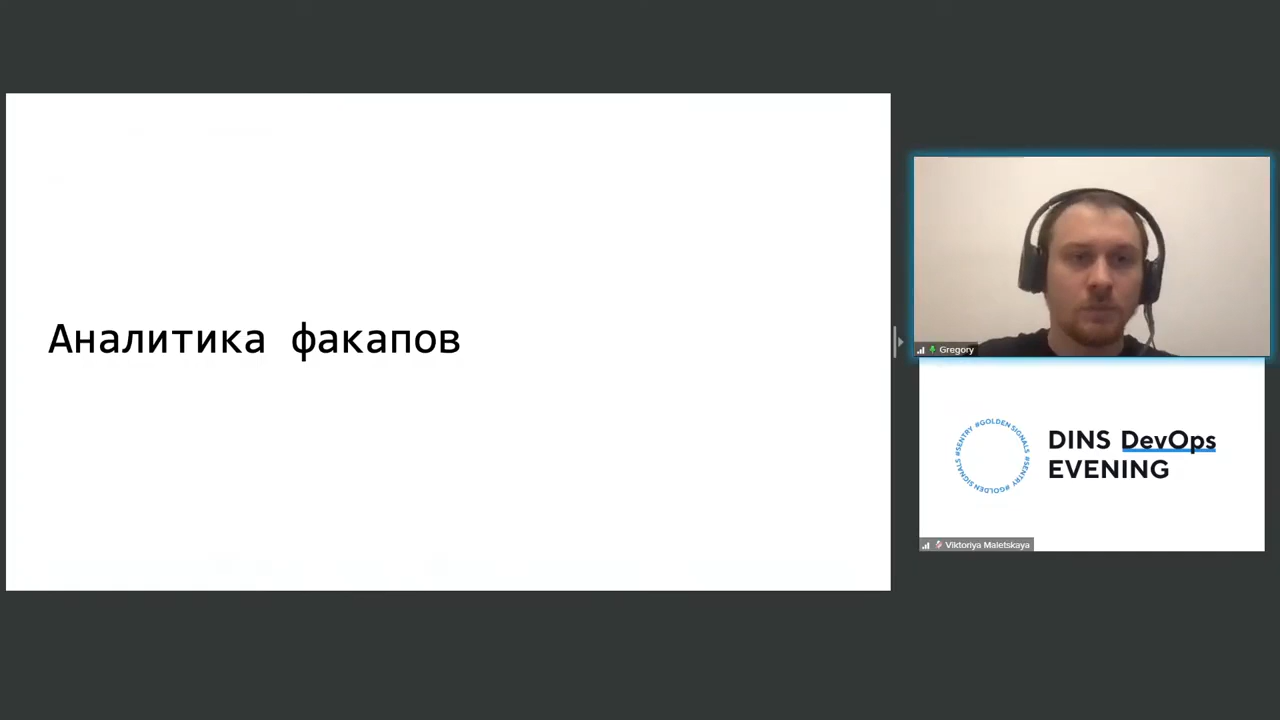 Аналитика факапов
Gregory
#SENTRY #GOLDEN SIGNALS #SENTRY #GOLDEN SIGNALS
DINS DevOps
EVENING
Viktoriya Maletskaya